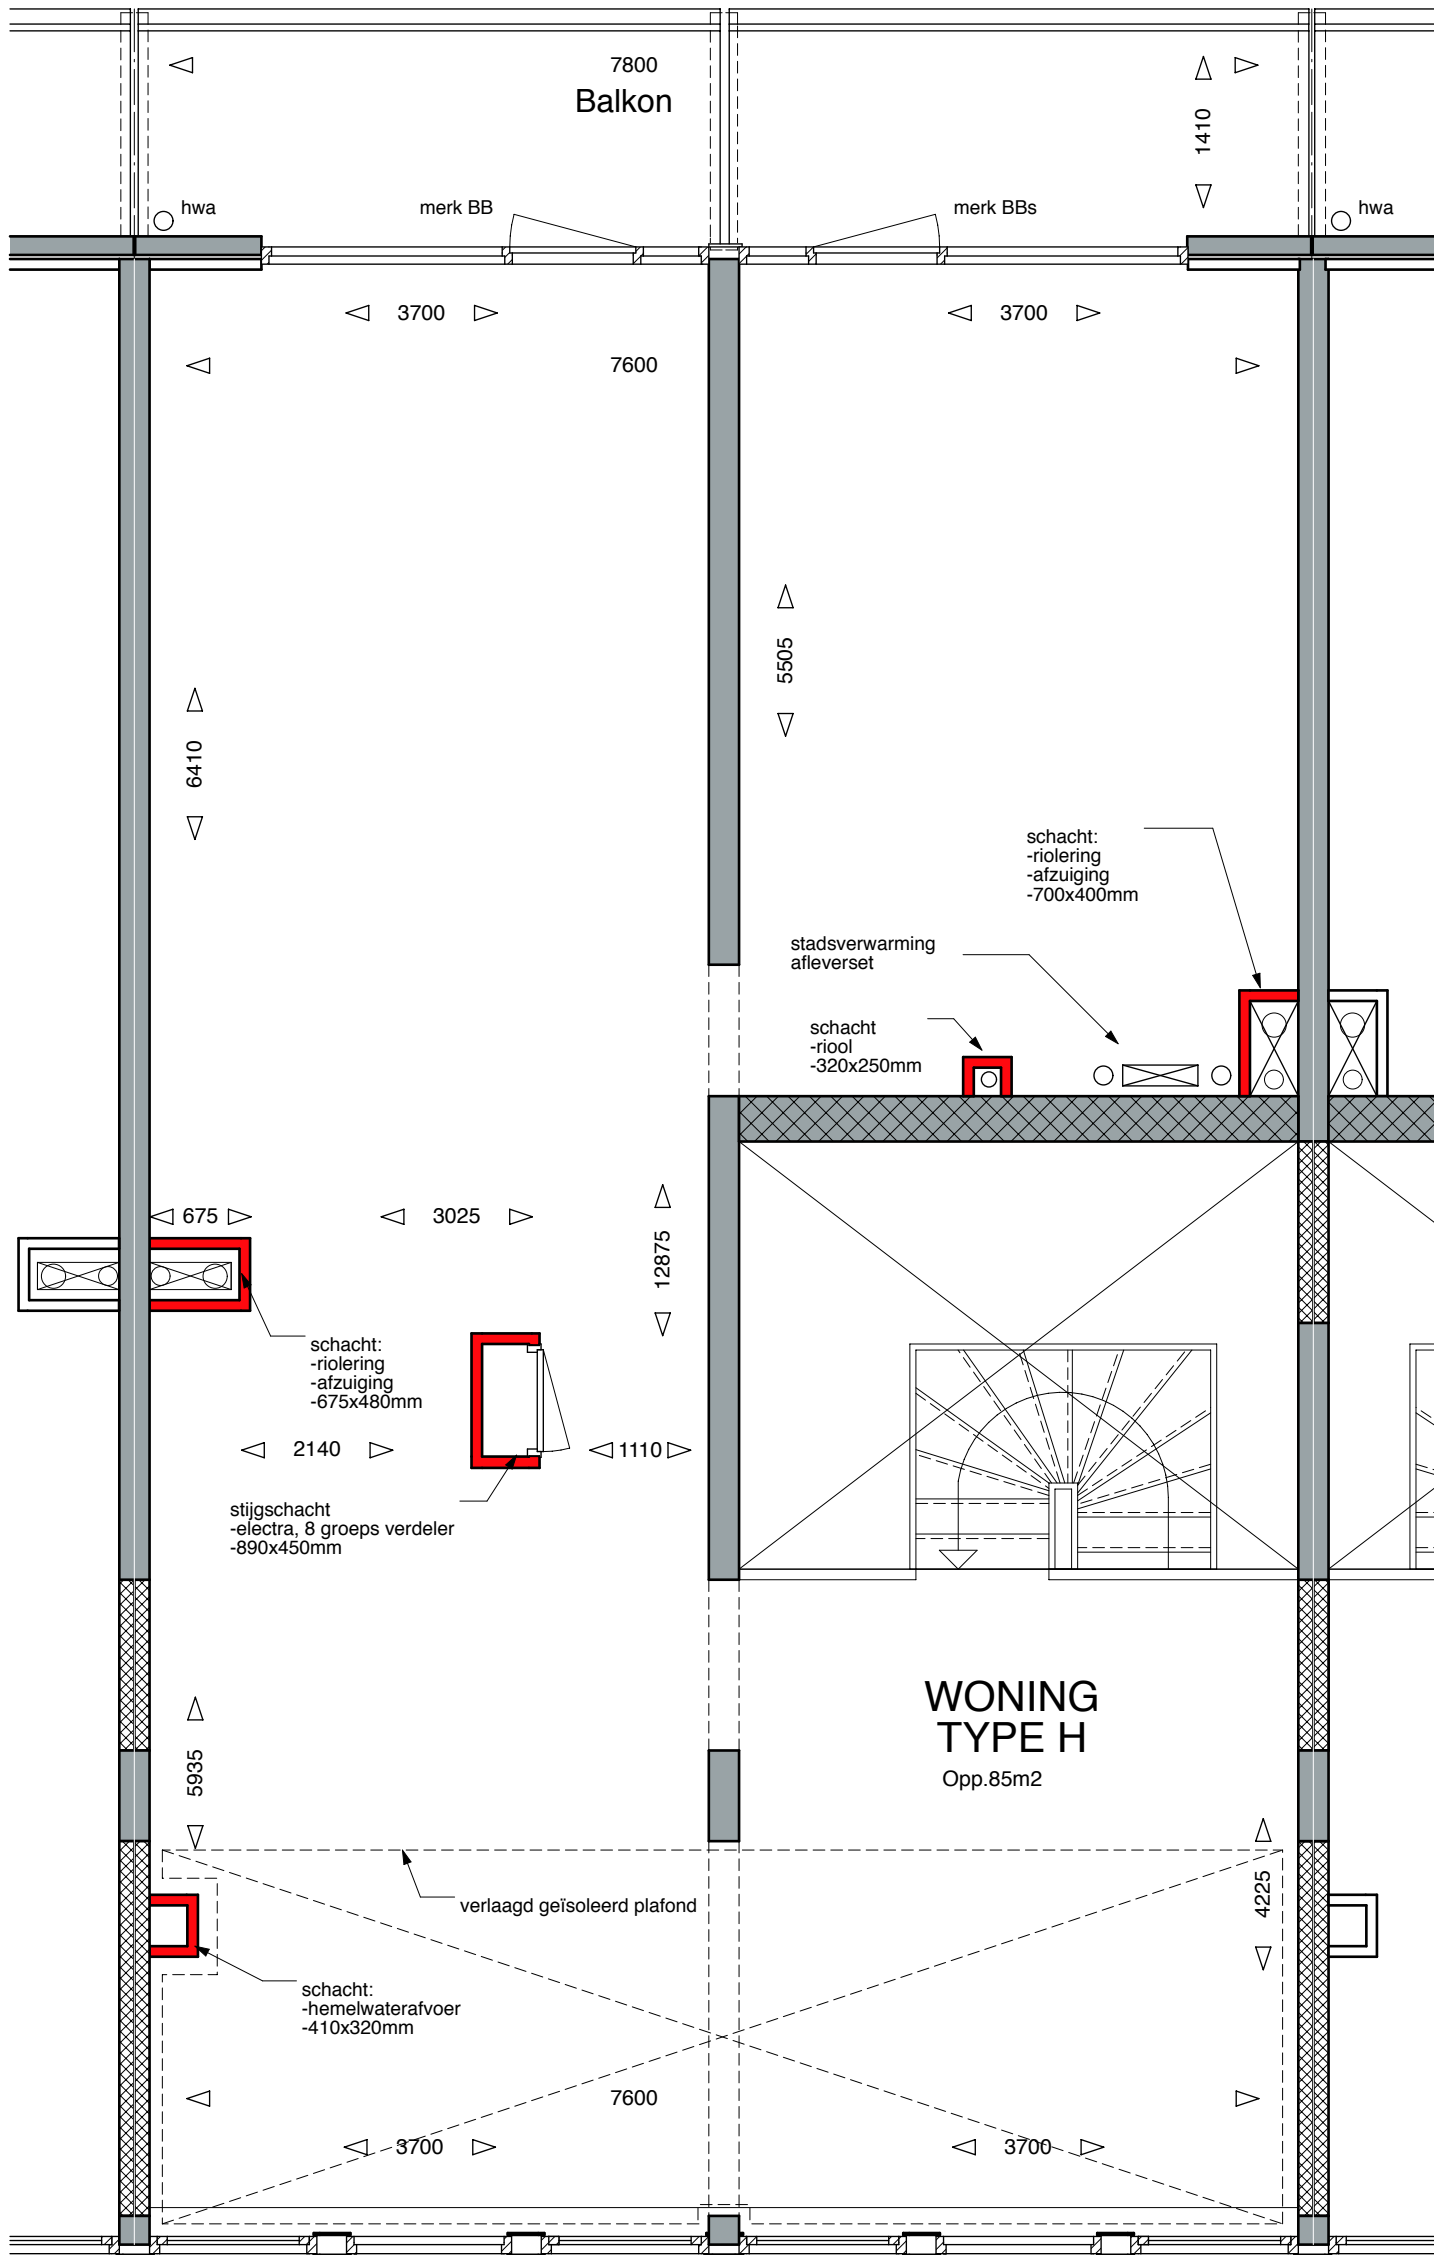 7800
Balkon
1410
hwa
merk BB
merk BBs
hwa
3700
3700
7600
5505
6410
schacht:
-riolering
-afzuiging
-700x400mm
stadsverwarming
afleverset
schacht
-riool
-320x250mm
675
3025
12875
schacht:
-riolering
-afzuiging
-675x480mm
2140
1110
stijgschacht
-electra, 8 groeps verdeler
-890x450mm
WONING
TYPE H
Opp.85m2
5935
4225
verlaagd geïsoleerd plafond
schacht:
-hemelwaterafvoer
-410x320mm
7600
3700
3700